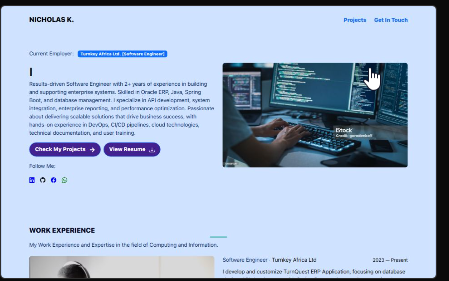 NICHOLAS K.
Projects
Get In Touch
Current Employer:
Turnkey Africa Ltd. [Software Engineer]
Results-driven Software Engineer with 2+ years of experience in building
and supporting enterprise systems. Skilled in Oracle ERP, Java, Spring
Boot, and database management. I specialize in API development, system
integration, enterprise reporting, and performance optimization. Passionate
about delivering scalable solutions that drive business success, with
hands-on experience in DevOps, CI/CD pipelines, cloud technologies,
technical documentation, and user training.
Check My Projects
View Resume
Follow Me:
iStock
WORK EXPERIENCE
My Work Experience and Expertise in the field of Computing and Information.
Software Engineer · Turnkey Africa Ltd
2023 — Present
I develop and customize TurnQuest ERP Application, focusing on database